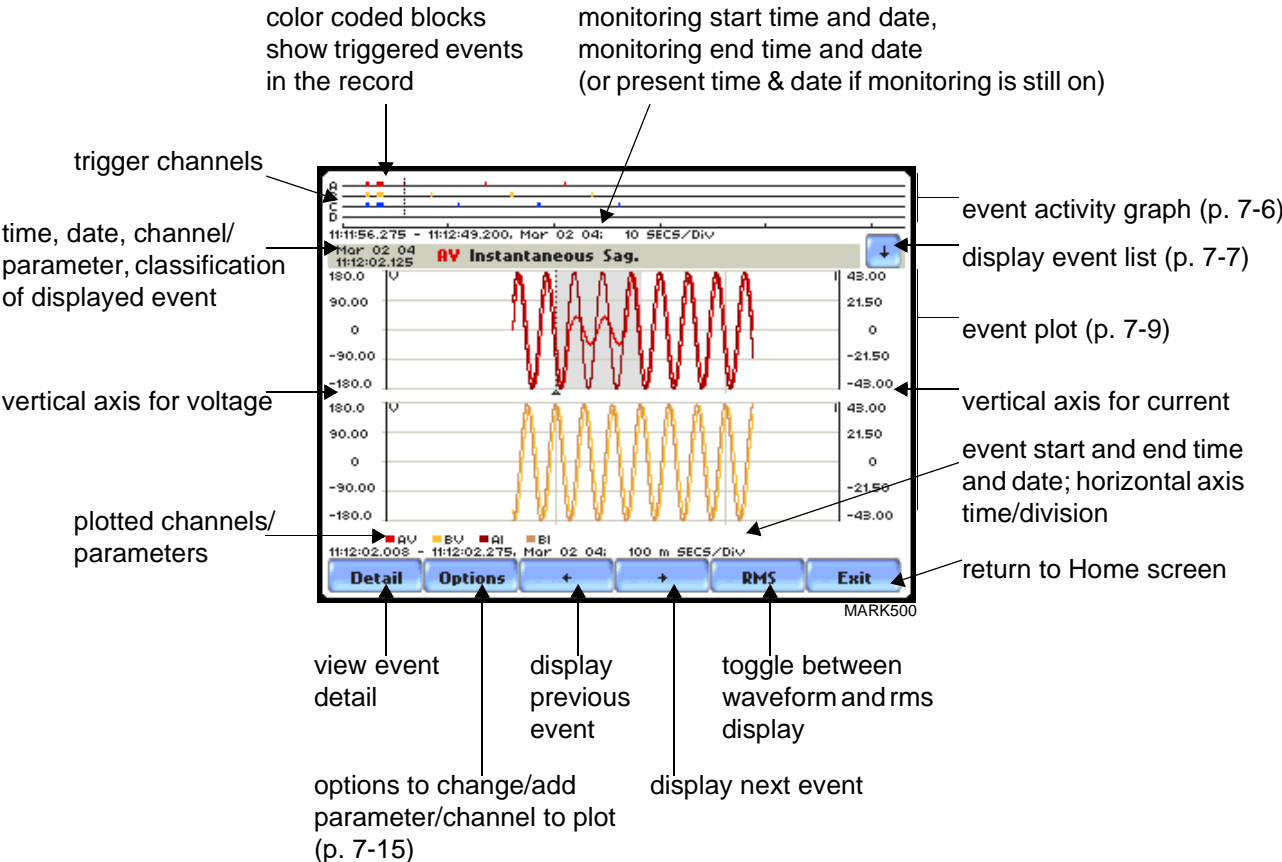 color coded blocks
show triggered events
in the record
monitoring start time and date,
monitoring end time and date
(or present time & date if monitoring is still on)
trigger channels
time, date, channel/
parameter, classification
of displayed event
vertical axis for voltage
plotted channels/
parameters
A
B
C
D
11:11:56.275 - 11:12:49.200, Mar 02 04; 10 SECS/Div
Mar 02 04
11:12:02.125
AV Instantaneous Sag.
↓
180.0
90.00
0
-90.00
-180.0
V
I
43.00
21.50
0
-21.50
-43.00
180.0
90.00
0
-90.00
-180.0
V
I
43.00
21.50
0
-21.50
-43.00
AV BV AI BI
11:12:02.008 - 11:12:02.275, Mar 02 04; 100 m SECS/Div
Detail Options ← → RMS Exit
MARK500
event activity graph (p. 7-6)
display event list (p. 7-7)
event plot (p. 7-9)
vertical axis for current
event start and end time
and date; horizontal axis
time/division
return to Home screen
view event
detail
display
previous
event
toggle between
waveform and rms
display
options to change/add
parameter/channel to plot
(p. 7-15)
display next event